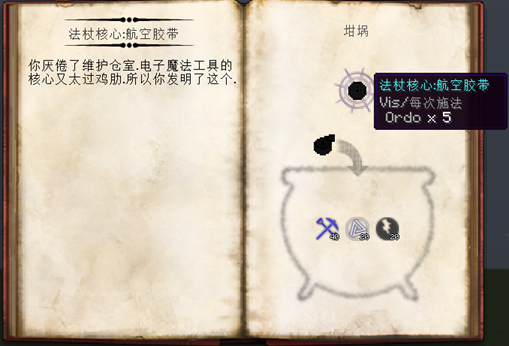 法杖核心:航空胶带
你厌倦了维护仓室.电子魔法工具的
核心又太过鸡肋.所以你发明了这个.
坩埚
法杖核心:航空胶带
Vis/每次施法
Ordo x 5
40
20
20